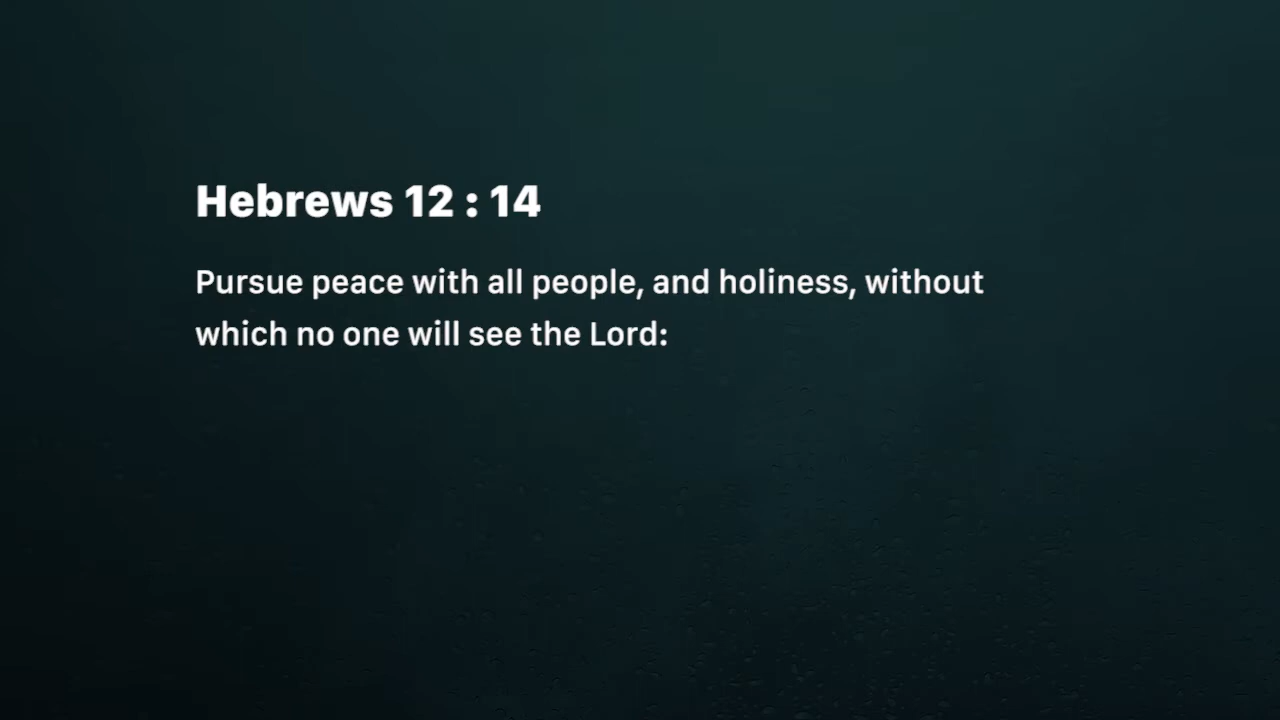 Hebrews 12 : 14
Pursue peace with all people, and holiness, without
which no one will see the Lord: